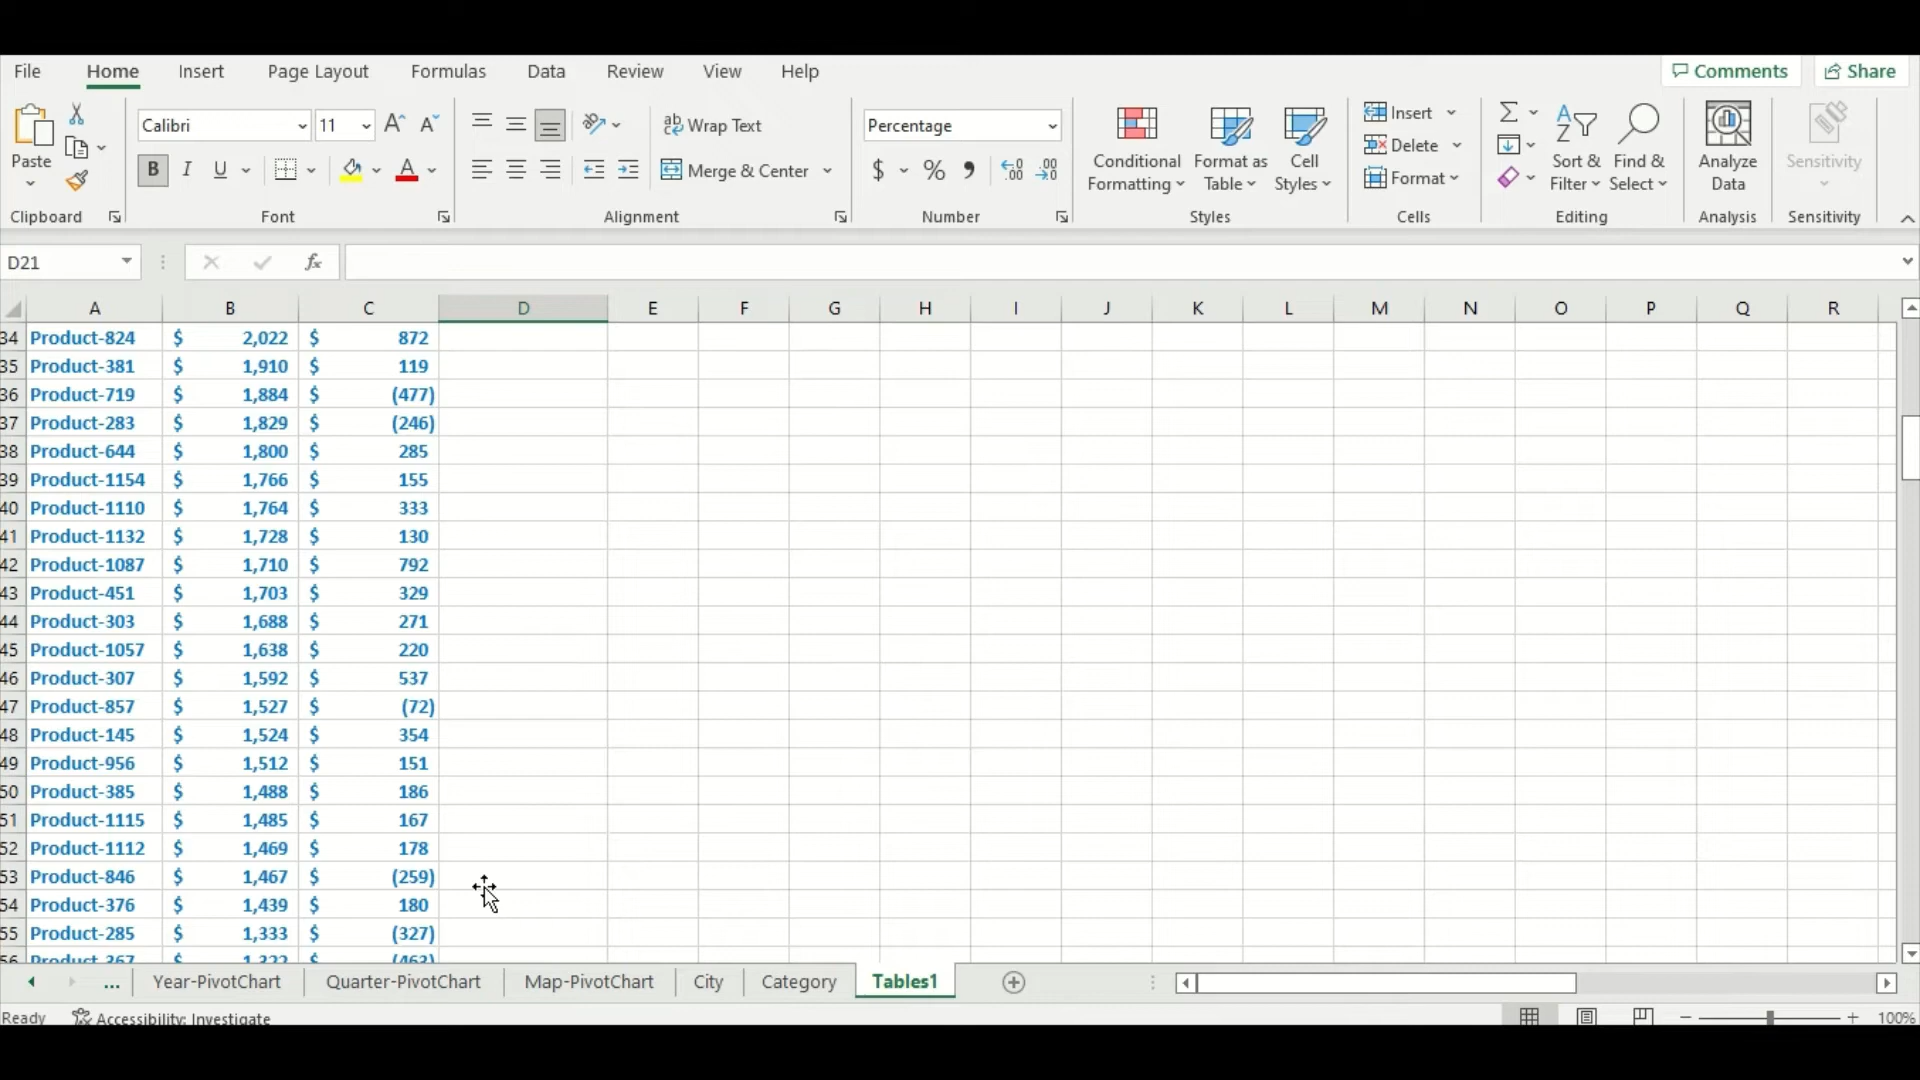 File Home Insert Page Layout Formulas Data Review View Help Comments Share
Calibri 11 Wrap Text Percentage Insert
Paste Conditional Formatting Format as Table Cell Styles Delete Sort & Filter Find & Select Analyze Data Sensitivity
B I U A Merge & Center $ % , .00 Format
Clipboard Font Alignment Number Styles Cells Editing Analysis Sensitivity
D21 fx
A B C D E F G H I J K L M N O P Q R
34 Product-824 $ 2,022 $ 872
35 Product-381 $ 1,910 $ 119
36 Product-719 $ 1,884 $ (477)
37 Product-283 $ 1,829 $ (246)
38 Product-644 $ 1,800 $ 285
39 Product-1154 $ 1,766 $ 155
40 Product-1110 $ 1,764 $ 333
41 Product-1132 $ 1,728 $ 130
42 Product-1087 $ 1,710 $ 792
43 Product-451 $ 1,703 $ 329
44 Product-303 $ 1,688 $ 271
45 Product-1057 $ 1,638 $ 220
46 Product-307 $ 1,592 $ 537
47 Product-857 $ 1,527 $ (72)
48 Product-145 $ 1,524 $ 354
49 Product-956 $ 1,512 $ 151
50 Product-385 $ 1,488 $ 186
51 Product-1115 $ 1,485 $ 167
52 Product-1112 $ 1,469 $ 178
53 Product-846 $ 1,467 $ (259)
54 Product-376 $ 1,439 $ 180
55 Product-285 $ 1,333 $ (327)
56 Product-367 $ 1,322 $ (463)
... Year-PivotChart Quarter-PivotChart Map-PivotChart City Category Tables1
Ready Accessibility: Investigate 100%